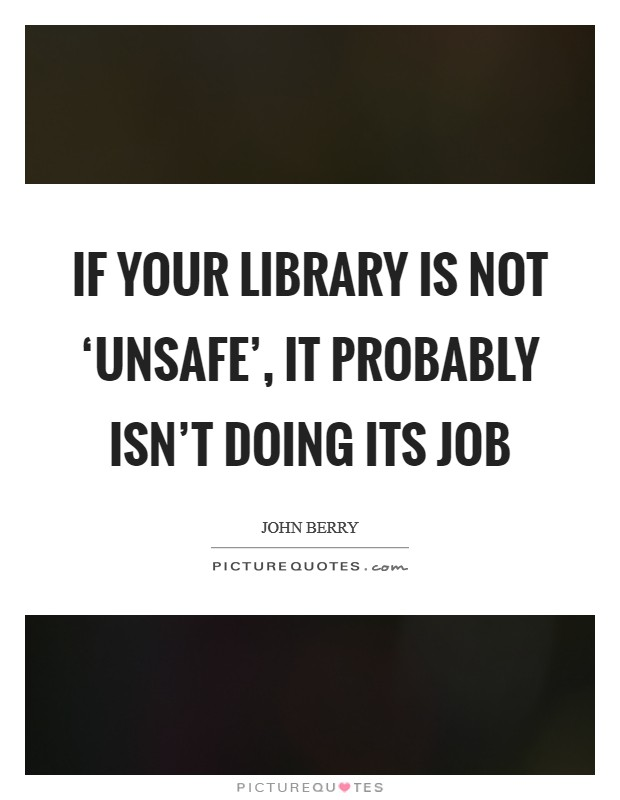 IF YOUR LIBRARY IS NOT
‘UNSAFE’, IT PROBABLY
ISN’T DOING ITS JOB
JOHN BERRY
PICTUREQUOTES.com
PICTUREQUOTES